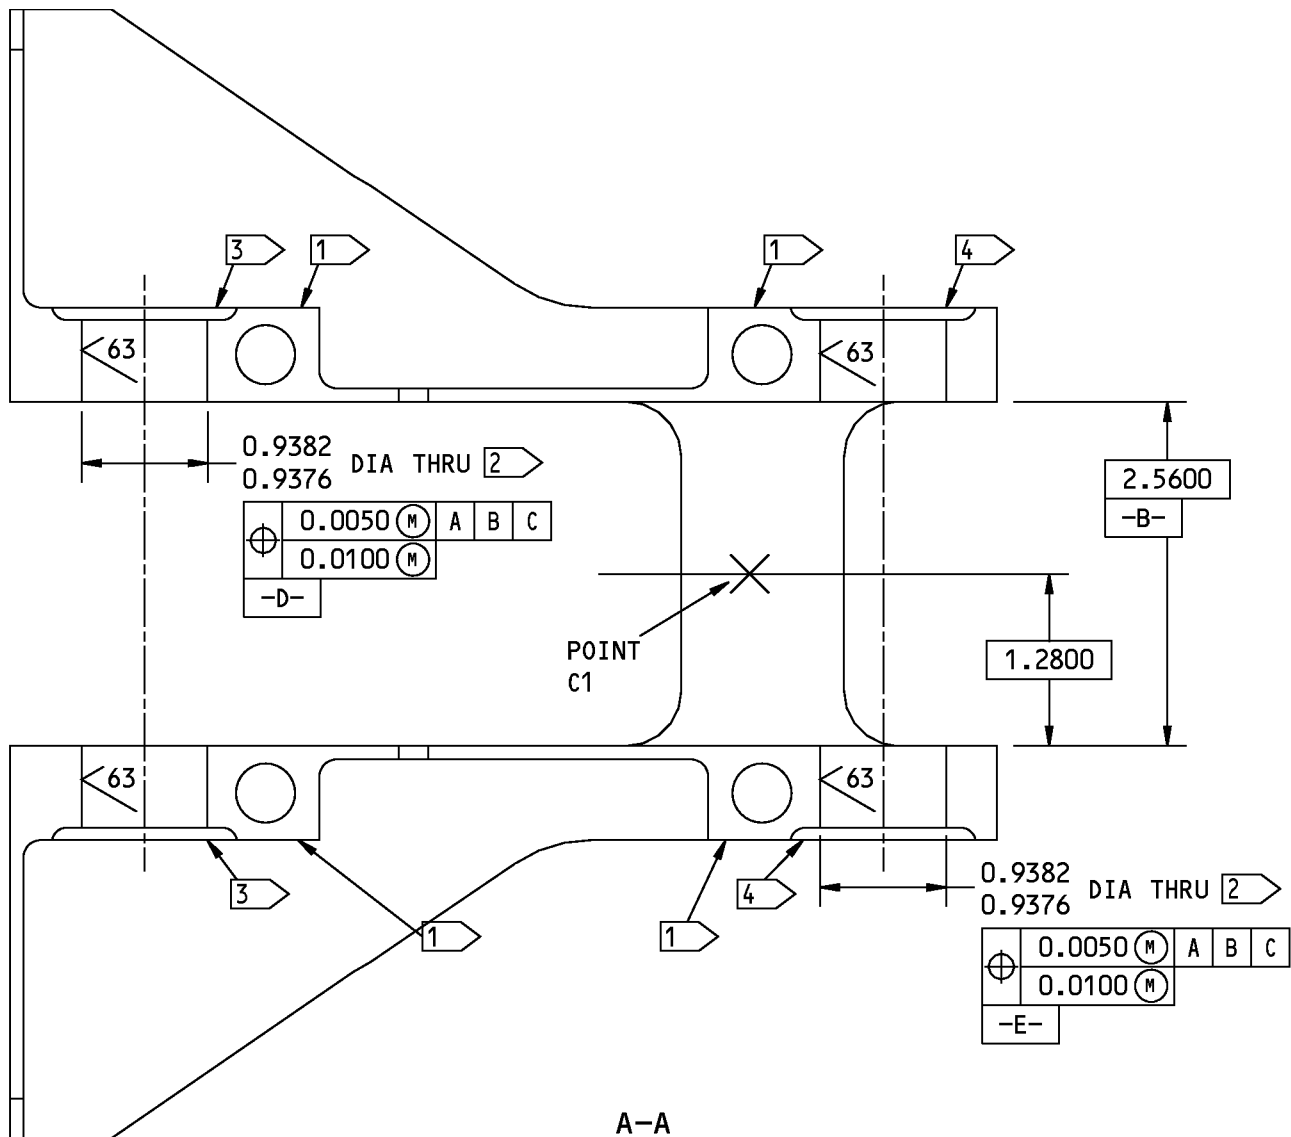 3 1 1 4
63 63
0.9382
0.9376 DIA THRU 2
0.0050 M A B C
0.0100 M
-D-
2.5600
-B-
POINT
C1
1.2800
63 63
3 1 1 4
0.9382
0.9376 DIA THRU 2
0.0050 M A B C
0.0100 M
-E-
A-A